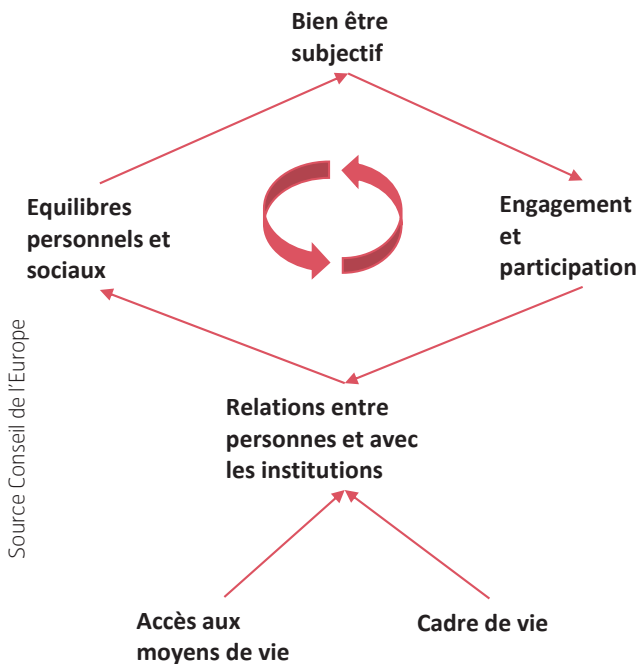 Bien être
subjectif
Equilibres
personnels et
sociaux
Engagement
et
participation
Source Conseil de l'Europe
Relations entre
personnes et avec
les institutions
Accès aux
moyens de vie
Cadre de vie